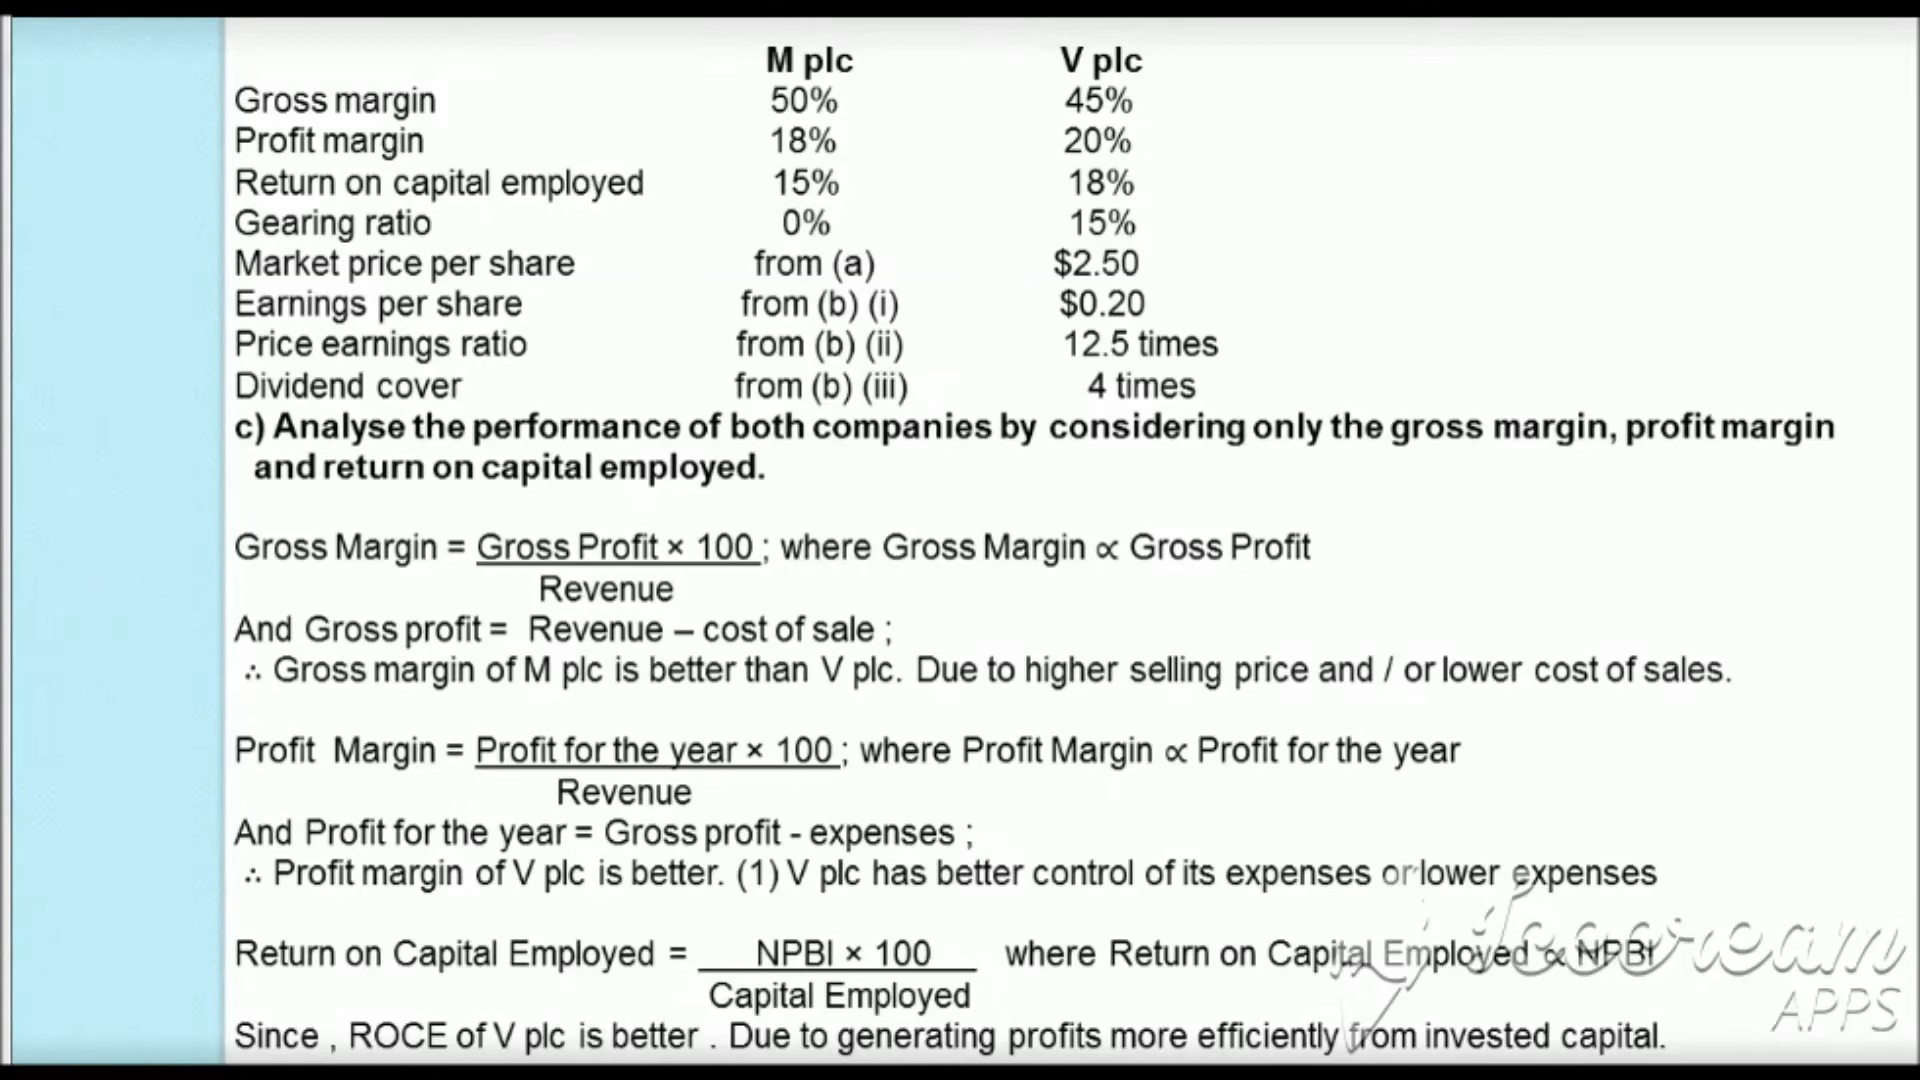 M plc V plc
Gross margin 50% 45%
Profit margin 18% 20%
Return on capital employed 15% 18%
Gearing ratio 0% 15%
Market price per share from (a) $2.50
Earnings per share from (b) (i) $0.20
Price earnings ratio from (b) (ii) 12.5 times
Dividend cover from (b) (iii) 4 times
c) Analyse the performance of both companies by considering only the gross margin, profit margin
and return on capital employed.
Gross Margin = Gross Profit × 100 ; where Gross Margin ∝ Gross Profit
Revenue
And Gross profit = Revenue – cost of sale ;
∴ Gross margin of M plc is better than V plc. Due to higher selling price and / or lower cost of sales.
Profit Margin = Profit for the year × 100 ; where Profit Margin ∝ Profit for the year
Revenue
And Profit for the year = Gross profit - expenses ;
∴ Profit margin of V plc is better. (1) V plc has better control of its expenses or lower expenses
Return on Capital Employed = NPBI × 100 where Return on Capital Employed ∝ NPBI
Capital Employed
Since , ROCE of V plc is better . Due to generating profits more efficiently from invested capital.
APPS